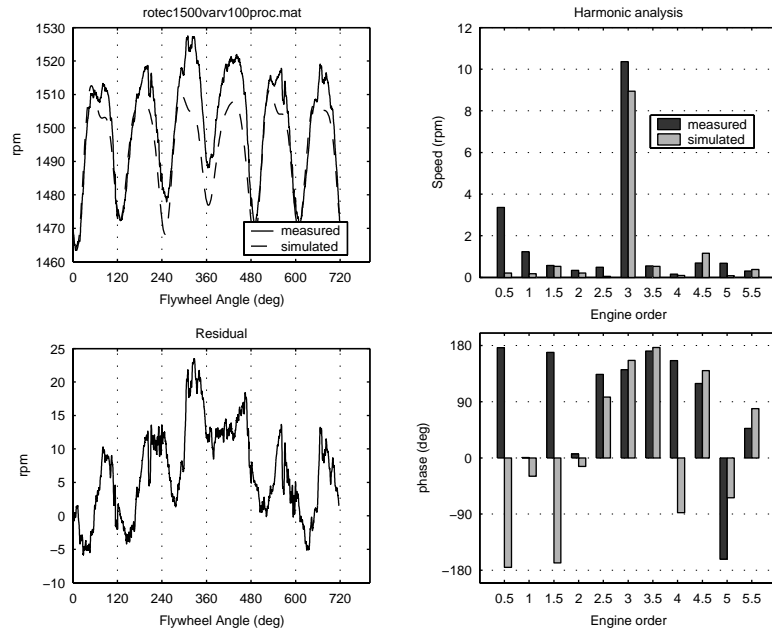 rotec1500varv100proc.mat
1530
1520
1510
1500
1490
1480
1470
1460
rpm
0 120 240 360 480 600 720
Flywheel Angle (deg)
measured
simulated
Harmonic analysis
12
10
8
6
4
2
0
Speed (rpm)
measured
simulated
0.5 1 1.5 2 2.5 3 3.5 4 4.5 5 5.5
Engine order
Residual
25
20
15
10
5
0
−5
−10
rpm
0 120 240 360 480 600 720
Flywheel Angle (deg)
180
90
0
−90
−180
phase (deg)
0.5 1 1.5 2 2.5 3 3.5 4 4.5 5 5.5
Engine order